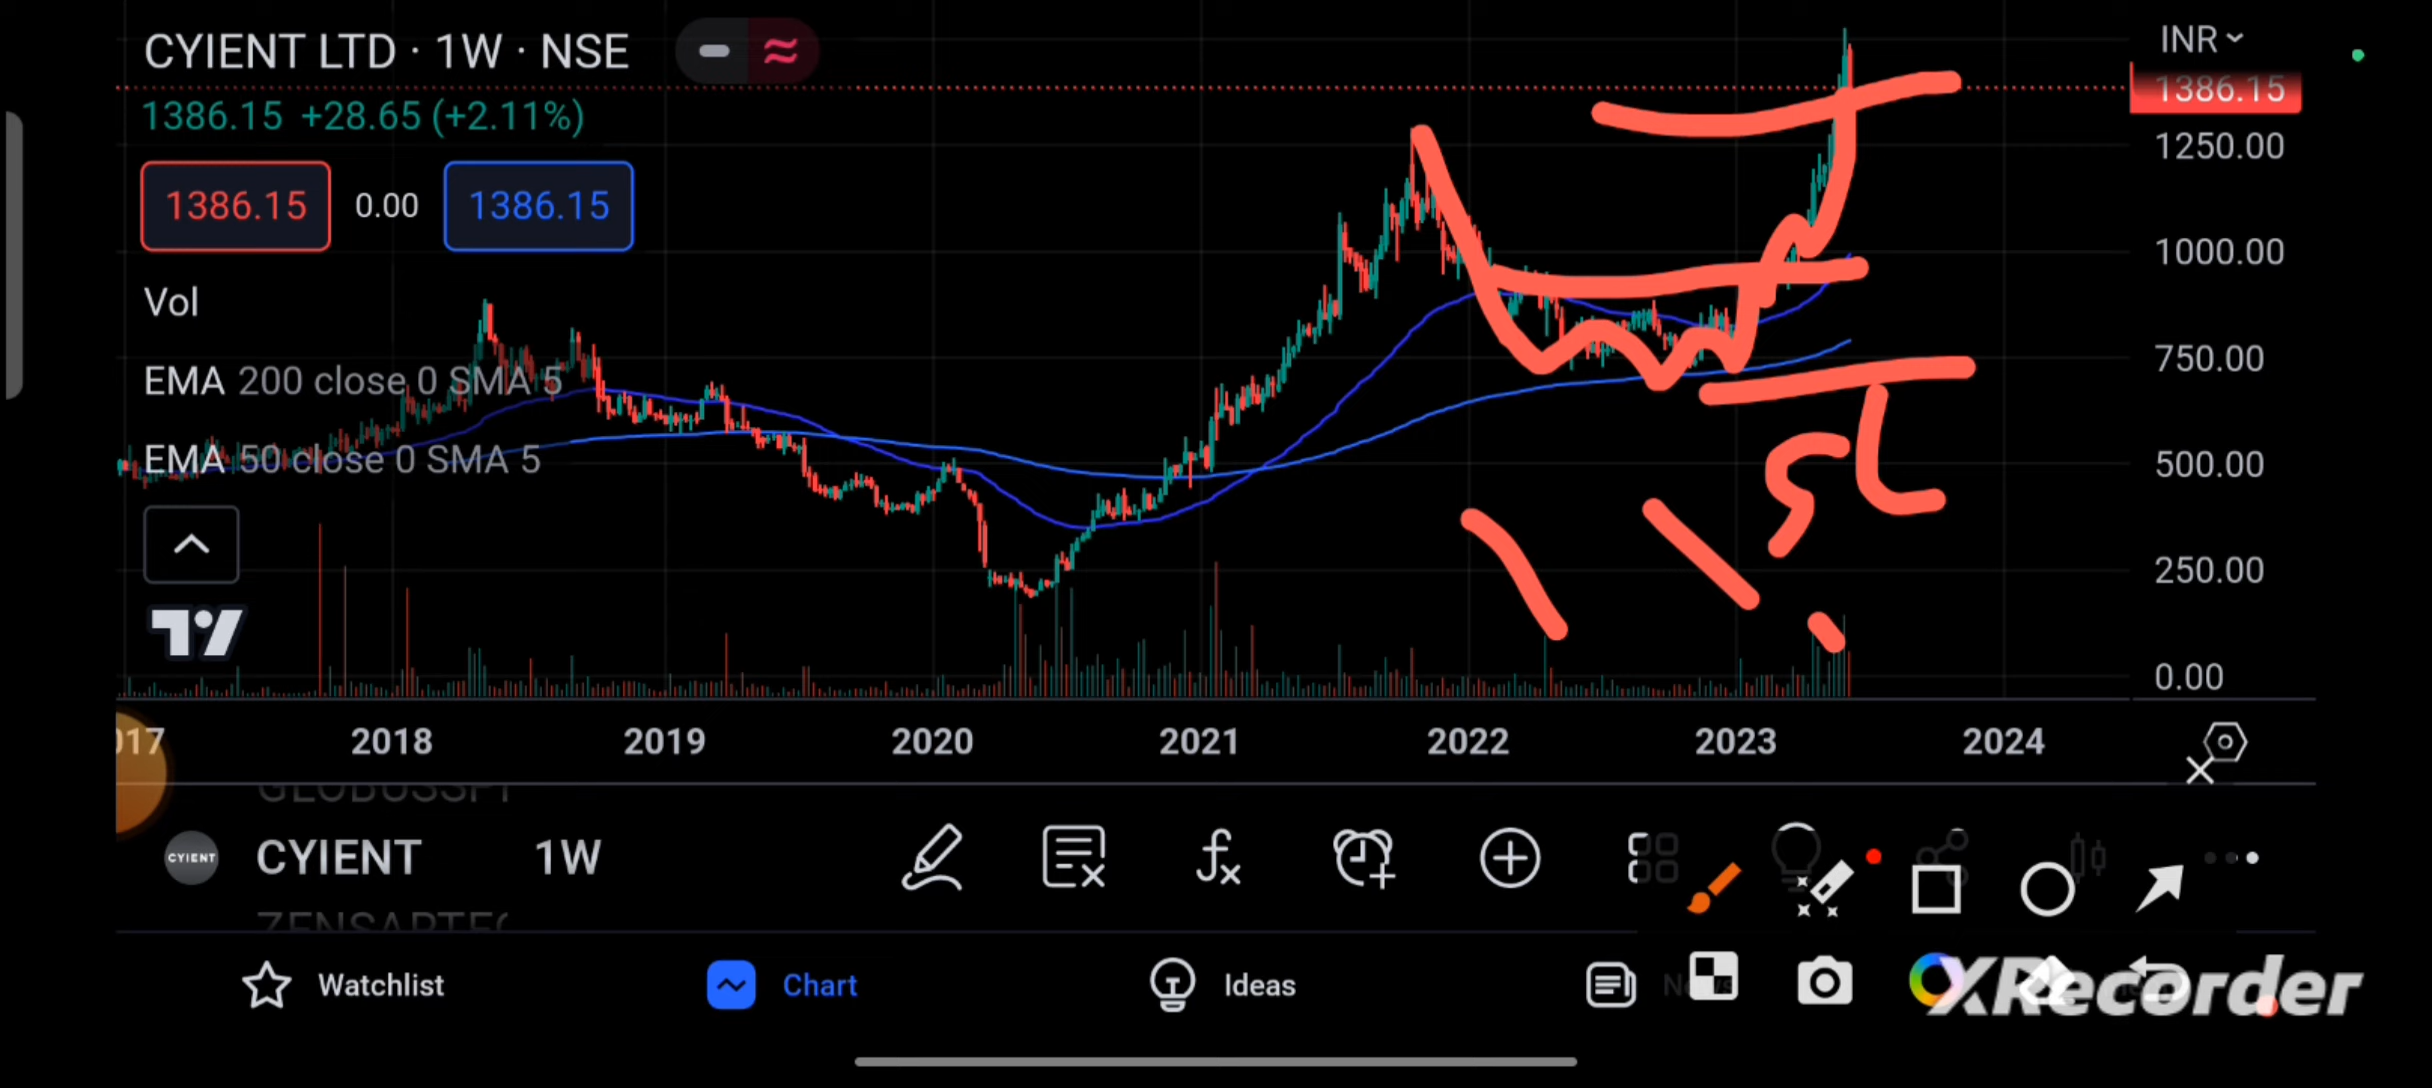 CYIENT LTD · 1W · NSE
INR
1386.15
1386.15 +28.65 (+2.11%)
1250.00
1386.15 0.00 1386.15
1000.00
Vol
750.00
EMA 200 close 0 SMA 5
EMA 50 close 0 SMA 5
500.00
SL
250.00
0.00
2018 2019 2020 2021 2022 2023 2024
CYIENT CYIENT 1W
Watchlist Chart Ideas
XRecorder